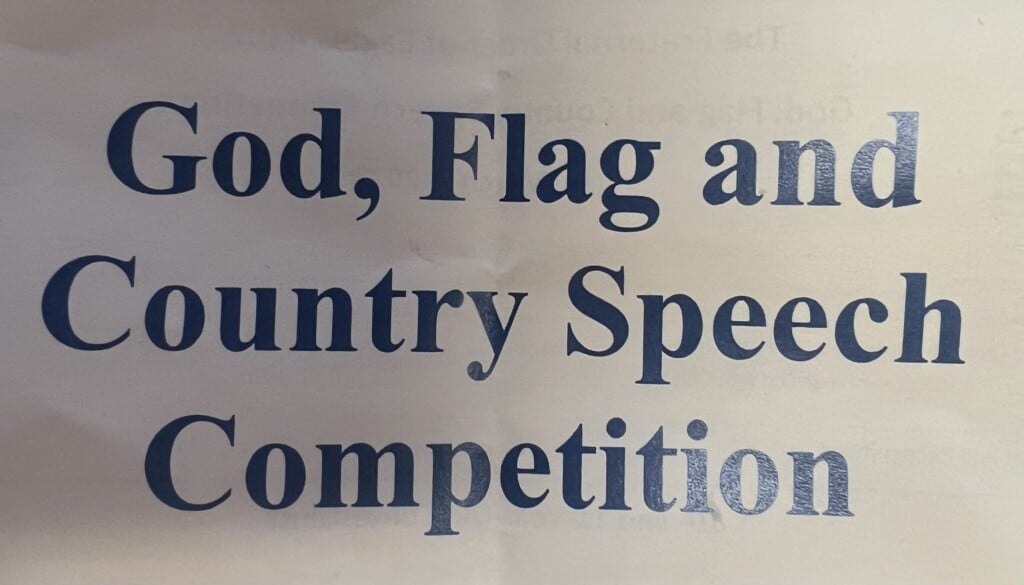 God, Flag and
Country Speech
Competition